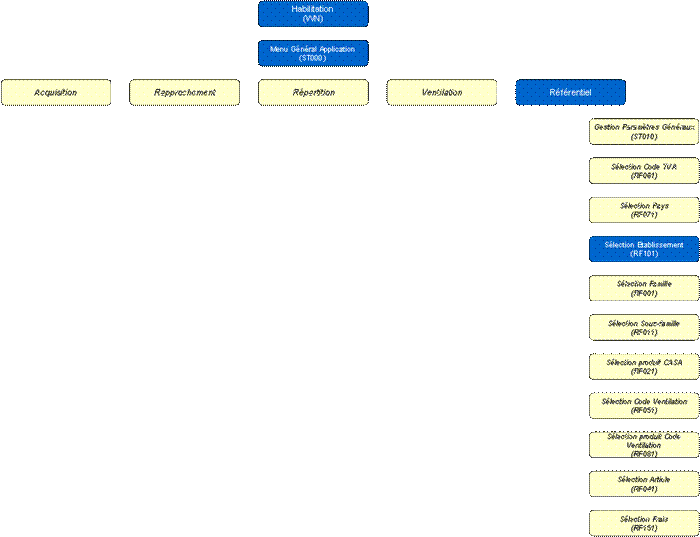 Habilitation
(WN)
Menu Général Application
(ST000)
Acquisition
Rapprochement
Répartition
Ventilation
Référentiel
Gestion Paramètres Généraux
(ST010)
Sélection Code TVA
(RF061)
Sélection Pays
(RF071)
Sélection Etablissement
(RF101)
Sélection Famille
(RF001)
Sélection Sous-famille
(RF011)
Sélection produit CASA
(RF021)
Sélection Code Ventilation
(RF051)
Sélection produit Code
Ventilation
(RF081)
Sélection Article
(RF041)
Sélection Frais
(RF151)